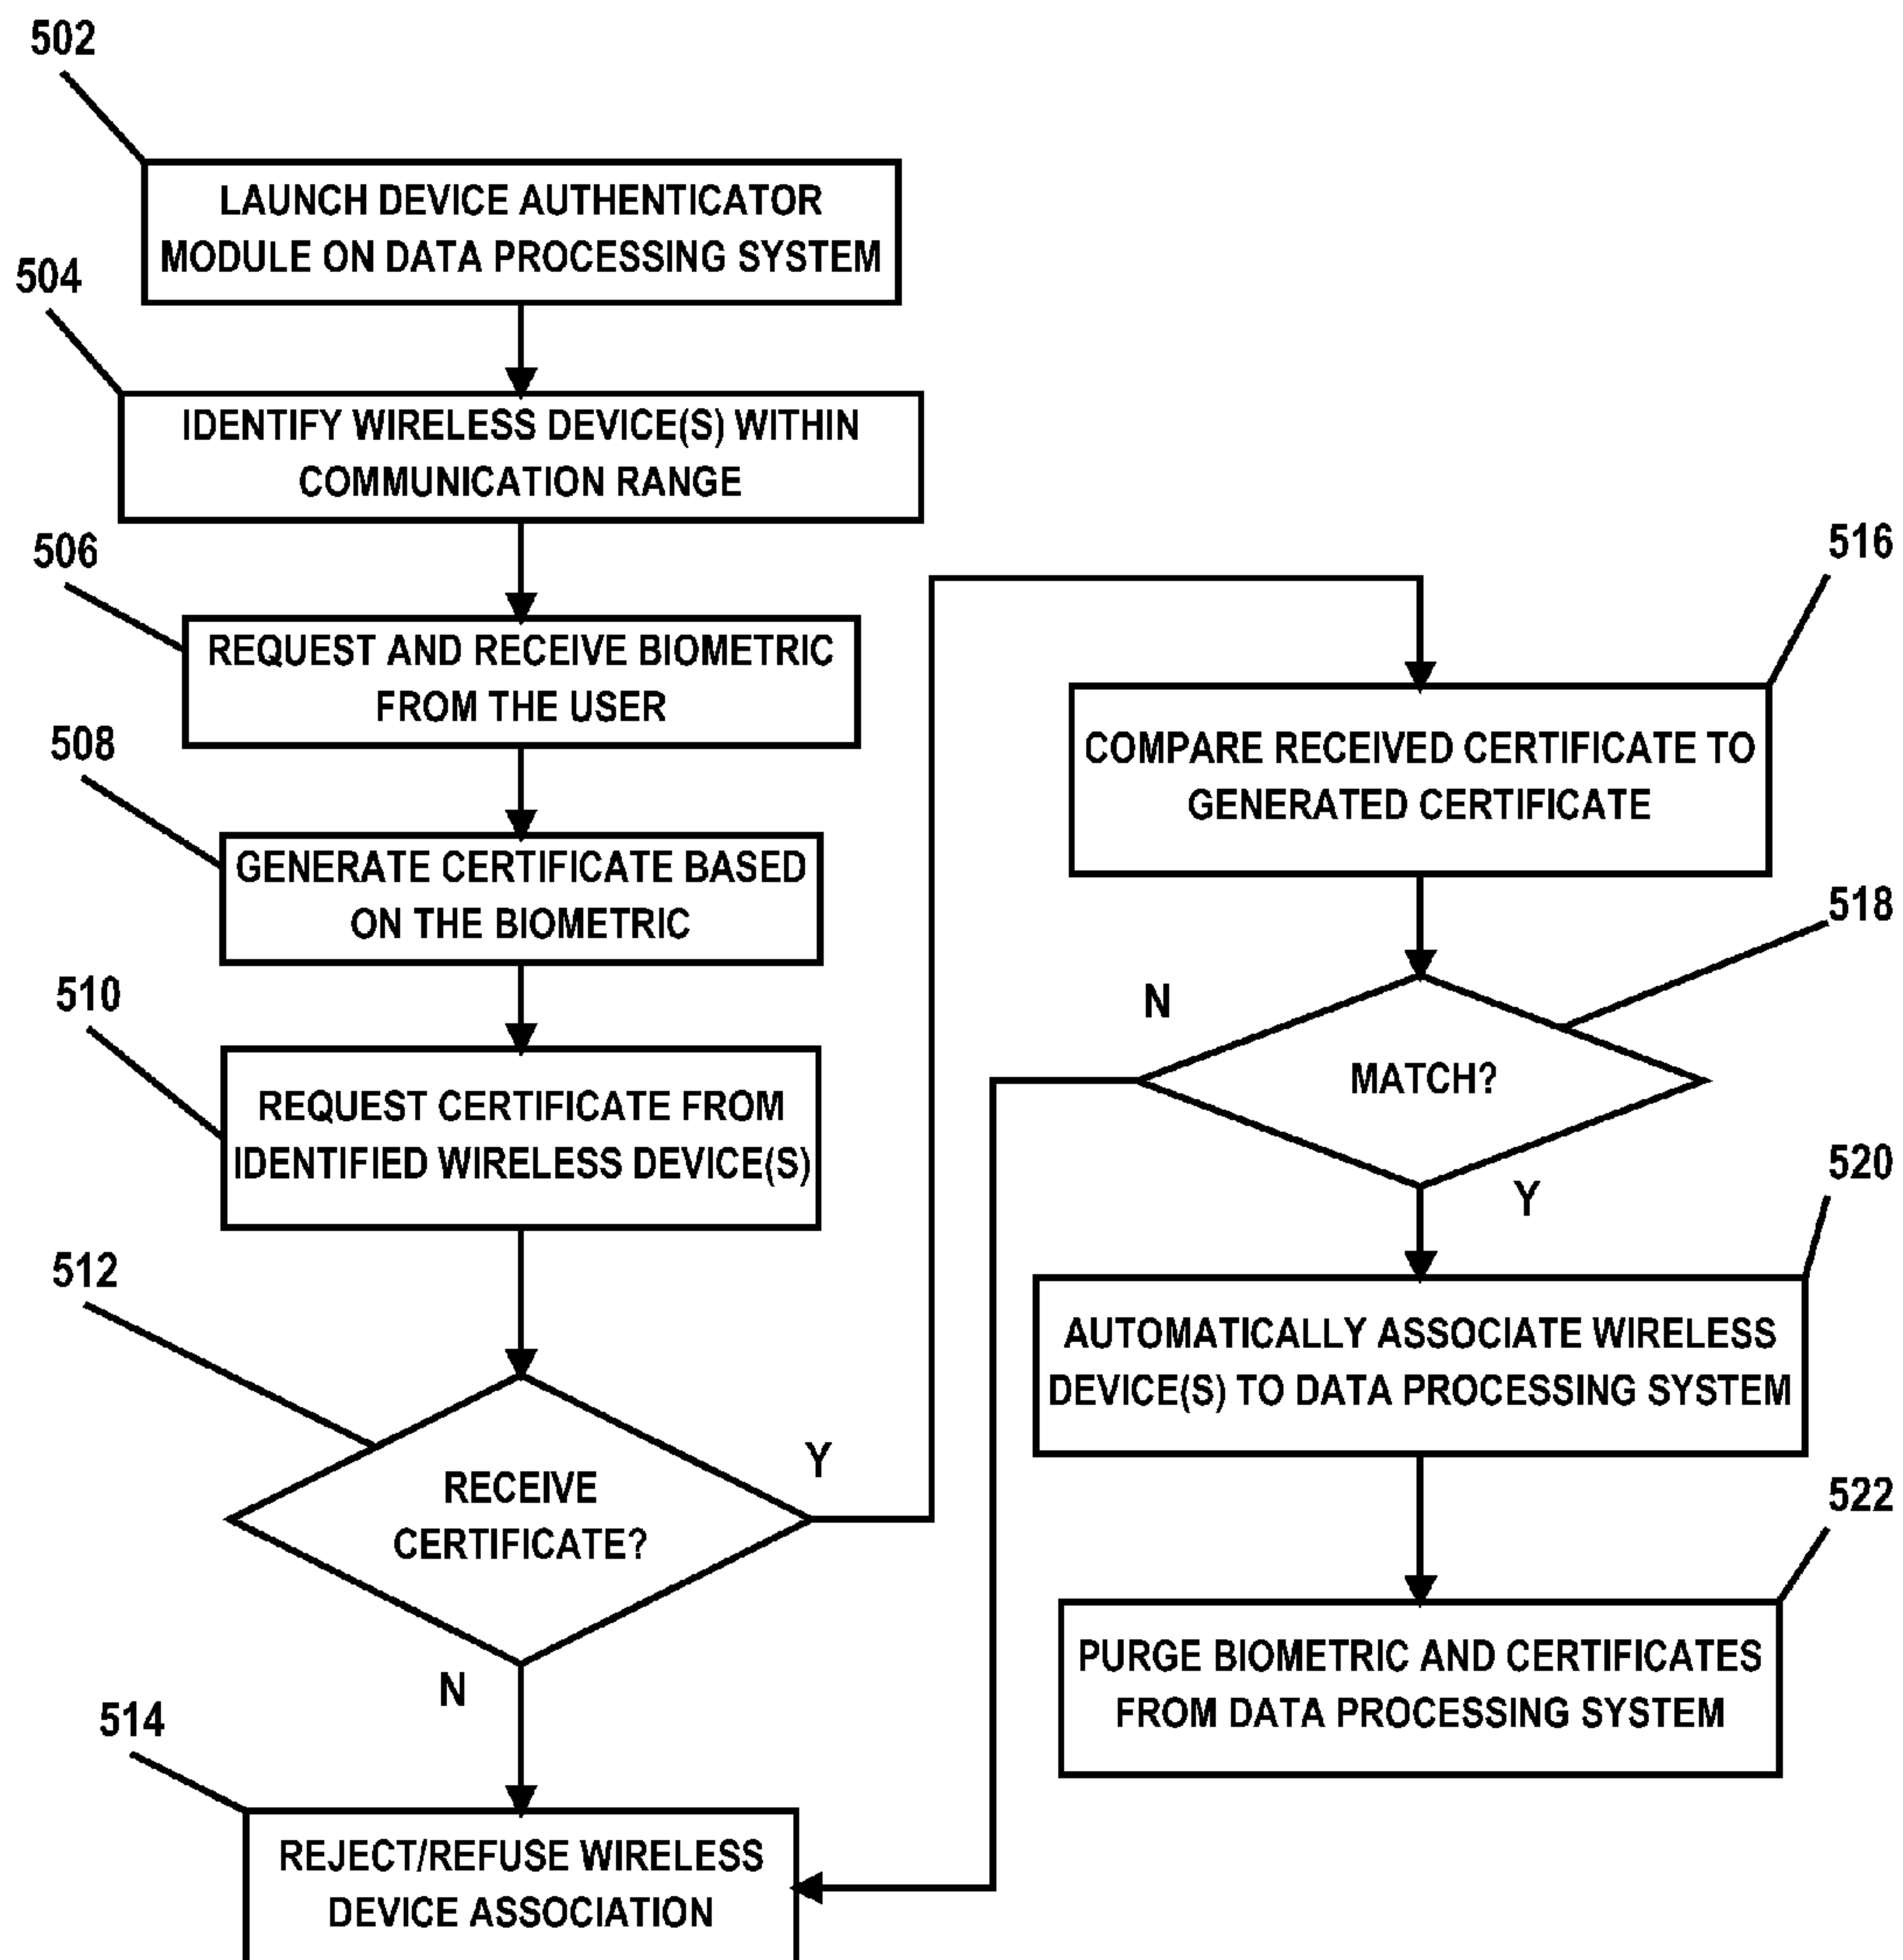 502
LAUNCH DEVICE AUTHENTICATOR
MODULE ON DATA PROCESSING SYSTEM
504
IDENTIFY WIRELESS DEVICE(S) WITHIN
COMMUNICATION RANGE
506
REQUEST AND RECEIVE BIOMETRIC
FROM THE USER
508
GENERATE CERTIFICATE BASED
ON THE BIOMETRIC
510
REQUEST CERTIFICATE FROM
IDENTIFIED WIRELESS DEVICE(S)
512
RECEIVE
CERTIFICATE?
Y
N
514
REJECT/REFUSE WIRELESS
DEVICE ASSOCIATION
516
COMPARE RECEIVED CERTIFICATE TO
GENERATED CERTIFICATE
518
N
MATCH?
Y
520
AUTOMATICALLY ASSOCIATE WIRELESS
DEVICE(S) TO DATA PROCESSING SYSTEM
522
PURGE BIOMETRIC AND CERTIFICATES
FROM DATA PROCESSING SYSTEM